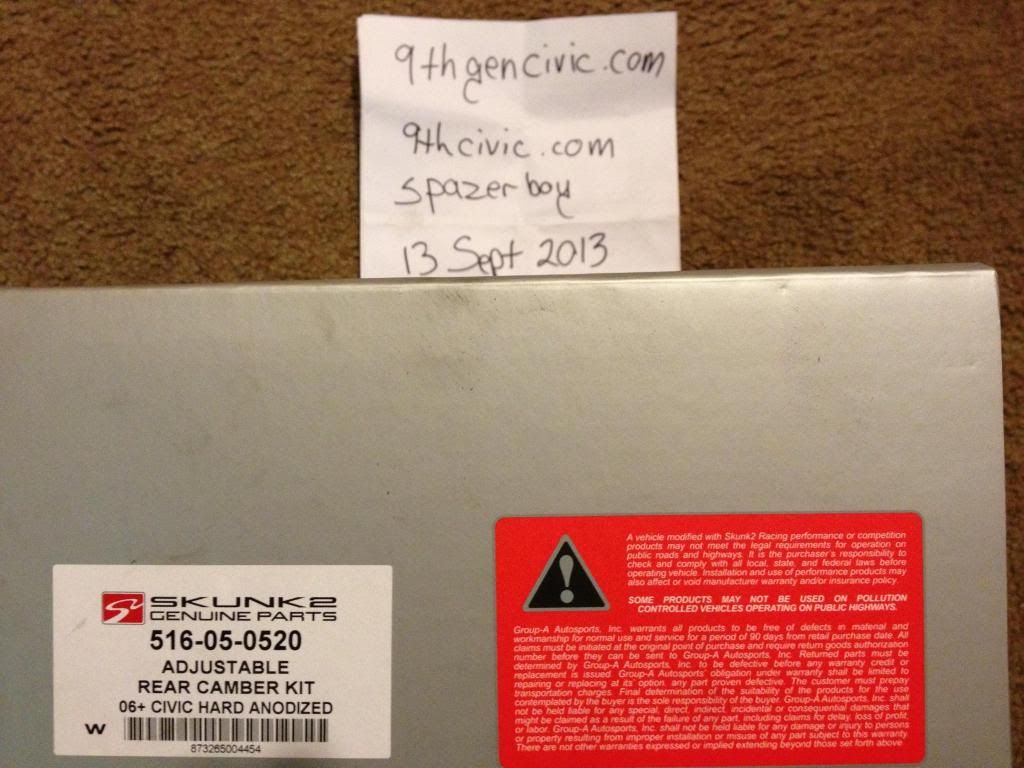 9thgencivic.com
9thcivic.com
spazerboy
13 Sept 2013
SKUNK2
GENUINE PARTS
516-05-0520
ADJUSTABLE
REAR CAMBER KIT
06+ CIVIC HARD ANODIZED
W
873265004454
A vehicle modified with Skunk2 Racing performance or competition
products may not meet the legal requirements for operation on
public roads and highways. It is the purchaser's responsibility to
check and comply with all local, state, and federal laws before
operating vehicle. Installation and use of performance products may
also affect or void manufacturer warranty and/or insurance policy.
SOME PRODUCTS MAY NOT BE USED ON POLLUTION
CONTROLLED VEHICLES OPERATING ON PUBLIC HIGHWAYS.
Group-A Autosports, Inc. warrants all products to be free of defects in material and
workmanship for normal use and service for a period of 90 days from retail purchase date. All
claims must be initiated at the original point of purchase and require return goods authorization
number before they can be sent to Group-A Autosports, Inc. Returned parts must be
determined by Group-A Autosports, Inc. to be defective before any warranty credit or
replacement is issued. Group-A Autosports' obligation under warranty shall be limited to
repairing or replacing at its' option, any part proven defective. The customer must prepay
transportation charges. Final determination of the suitability of the products for the use
contemplated by the buyer is the sole responsibility of the buyer. Group-A Autosports, Inc. shall
not be held liable for any special, direct, indirect, incidental or consequential damages that
might be claimed as a result of the failure of any part, including claims for delay, loss of profit,
or labor. Group-A Autosports, Inc. shall not be held liable for any damage or injury to persons
or property resulting from improper installation or misuse of any part subject to this warranty.
There are not other warranties expressed or implied extending beyond those set forth above.